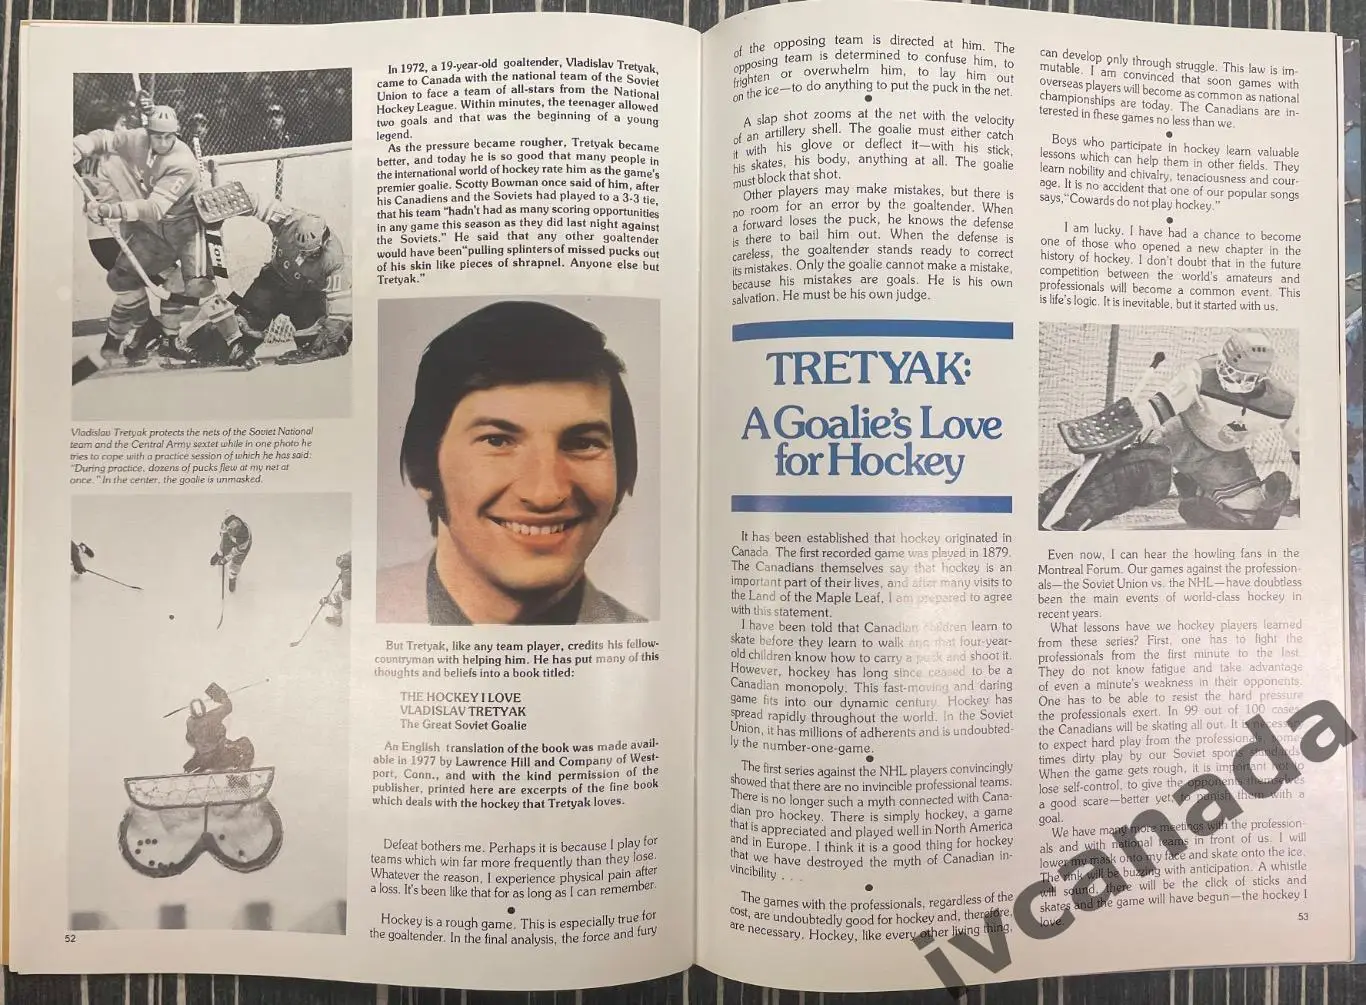 In 1972, a 19-year-old goaltender, Vladislav Tretyak,
came to Canada with the national team of the Soviet
Union to face a team of all-stars from the National
Hockey League. Within minutes, the teenager allowed
two goals and that was the beginning of a young
legend.
As the pressure became rougher, Tretyak became
better, and today he is so good that many people in
the international world of hockey rate him as the game's
premier goalie. Scotty Bowman once said of him, after
his Canadiens and the Soviets had played to a 3-3 tie,
that his team "hadn't had as many scoring opportunities
in any game this season as they did last night against
the Soviets." He said that any other goaltender
would have been "pulling splinters of missed pucks out
of his skin like pieces of shrapnel. Anyone else but
Tretyak."
Vladislav Tretyak protects the nets of the Soviet National
team and the Central Army sextet while in one photo he
tries to cope with a practice session of which he has said:
"During practice, dozens of pucks flew at my net at
once." In the center, the goalie is unmasked.
But Tretyak, like any team player, credits his fellow-
countryman with helping him. He has put many of this
thoughts and beliefs into a book titled:
THE HOCKEY I LOVE
VLADISLAV TRETYAK
The Great Soviet Goalie
An English translation of the book was made avail-
able in 1977 by Lawrence Hill and Company of West-
port, Conn., and with the kind permission of the
publisher, printed here are excerpts of the fine book
which deals with the hockey that Tretyak loves.
Defeat bothers me. Perhaps it is because I play for
teams which win far more frequently than they lose.
Whatever the reason, I experience physical pain after
a loss. It's been like that for as long as I can remember.
●
Hockey is a rough game. This is especially true for
the goaltender. In the final analysis, the force and fury
52
of the opposing team is directed at him. The
opposing team is determined to confuse him, to
frighten or overwhelm him, to lay him out
on the ice—to do anything to put the puck in the net.
●
A slap shot zooms at the net with the velocity
of an artillery shell. The goalie must either catch
it with his glove or deflect it—with his stick,
his skates, his body, anything at all. The goalie
must block that shot.
Other players may make mistakes, but there is
no room for an error by the goaltender. When
a forward loses the puck, he knows the defense
is there to bail him out. When the defense is
careless, the goaltender stands ready to correct
its mistakes. Only the goalie cannot make a mistake,
because his mistakes are goals. He is his own
salvation. He must be his own judge.
TRETYAK:
A Goalie's Love
for Hockey
It has been established that hockey originated in
Canada. The first recorded game was played in 1879.
The Canadians themselves say that hockey is an
important part of their lives, and after many visits to
the Land of the Maple Leaf, I am prepared to agree
with this statement.
I have been told that Canadian children learn to
skate before they learn to walk and that four-year-
old children know how to carry a puck and shoot it.
However, hockey has long since ceased to be a
Canadian monopoly. This fast-moving and daring
game fits into our dynamic century. Hockey has
spread rapidly throughout the world. In the Soviet
Union, it has millions of adherents and is undoubted-
ly the number-one-game.
●
The first series against the NHL players convincingly
showed that there are no invincible professional teams.
There is no longer such a myth connected with Cana-
dian pro hockey. There is simply hockey, a game
that is appreciated and played well in North America
and in Europe. I think it is a good thing for hockey
that we have destroyed the myth of Canadian in-
vincibility . . .
●
The games with the professionals, regardless of the
cost, are undoubtedly good for hockey and, therefore,
are necessary. Hockey, like every other living thing,
can develop only through struggle. This law is im-
mutable. I am convinced that soon games with
overseas players will become as common as national
championships are today. The Canadians are in-
terested in these games no less than we.
●
Boys who participate in hockey learn valuable
lessons which can help them in other fields. They
learn nobility and chivalry, tenaciousness and cour-
age. It is no accident that one of our popular songs
says, "Cowards do not play hockey."
●
I am lucky. I have had a chance to become
one of those who opened a new chapter in the
history of hockey. I don't doubt that in the future
competition between the world's amateurs and
professionals will become a common event. This
is life's logic. It is inevitable, but it started with us.
Even now, I can hear the howling fans in the
Montreal Forum. Our games against the profession-
als—the Soviet Union vs. the NHL—have doubtless
been the main events of world-class hockey in
recent years.
What lessons have we hockey players learned
from these series? First, one has to fight the
professionals from the first minute to the last.
They do not know fatigue and take advantage
of even a minute's weakness in their opponents.
One has to be able to resist the hard pressure
the professionals exert. In 99 out of 100 cases,
the Canadians will be skating all out. It is necessary
to expect hard play from the professionals, some-
times dirty play by our Soviet sports standards.
When the game gets rough, it is important not to
lose self-control, to give the opponents themselves
a good scare—better yet, to punish them with a
goal.
We have many more meetings with the profession-
als and with national teams in front of us. I will
lower my mask onto my face and skate onto the ice.
The rink will be buzzing with anticipation. A whistle
will sound, there will be the click of sticks and
skates and the game will have begun—the hockey I
love.
53
ivcanada